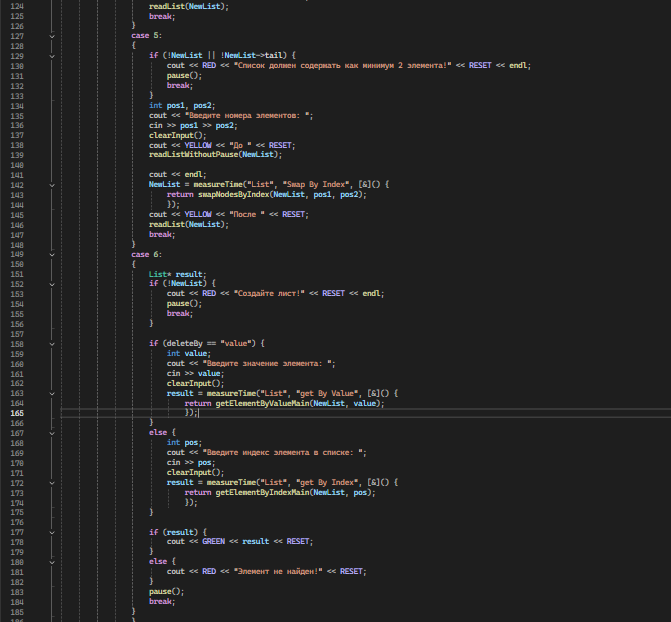 124 readList(NewList);
125 break;
126 }
127 case 5:
128 {
129 if (!NewList || !NewList->tail) {
130 cout << RED << "Список должен содержать как минимум 2 элемента!" << RESET << endl;
131 pause();
132 break;
133 }
134 int pos1, pos2;
135 cout << "Введите номера элементов: ";
136 cin >> pos1 >> pos2;
137 clearInput();
138 cout << YELLOW << "До " << RESET;
139 readListWithoutPause(NewList);
140
141 cout << endl;
142 NewList = measureTime("List", "Swap By Index", [&]() {
143 return swapNodesByIndex(NewList, pos1, pos2);
144 });
145 cout << YELLOW << "После " << RESET;
146 readList(NewList);
147 break;
148 }
149 case 6:
150 {
151 List* result;
152 if (!NewList) {
153 cout << RED << "Создайте лист!" << RESET << endl;
154 pause();
155 break;
156 }
157
158 if (deleteBy == "value") {
159 int value;
160 cout << "Введите значение элемента: ";
161 cin >> value;
162 clearInput();
163 result = measureTime("List", "get By Value", [&]() {
164 return getElementByValueMain(NewList, value);
165 });
166 }
167 else {
168 int pos;
169 cout << "Введите индекс элемента в списке: ";
170 cin >> pos;
171 clearInput();
172 result = measureTime("List", "get By Index", [&]() {
173 return getElementByIndexMain(NewList, pos);
174 });
175 }
176
177 if (result) {
178 cout << GREEN << result << RESET;
179 }
180 else {
181 cout << RED << "Элемент не найден!" << RESET;
182 }
183 pause();
184 break;
185 }
186 }